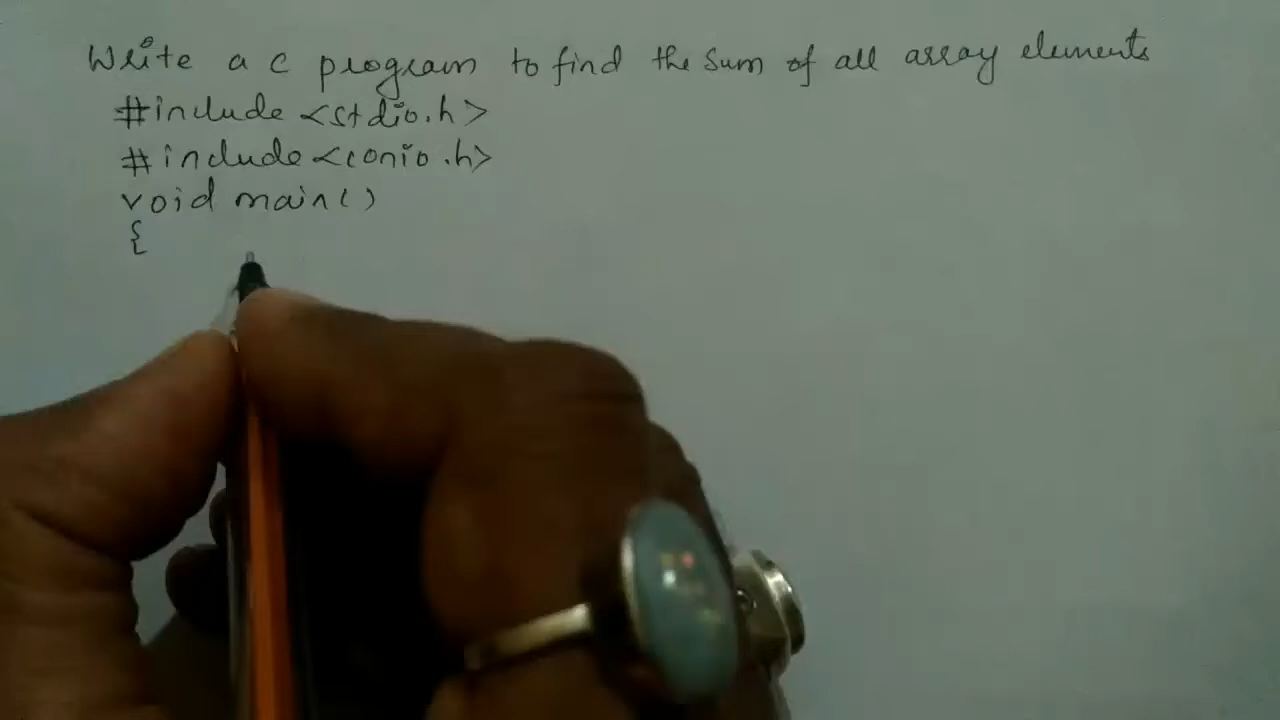 Write a c program to find the sum of all array elements
#include <stdio.h>
#include <conio.h>
void main()
{